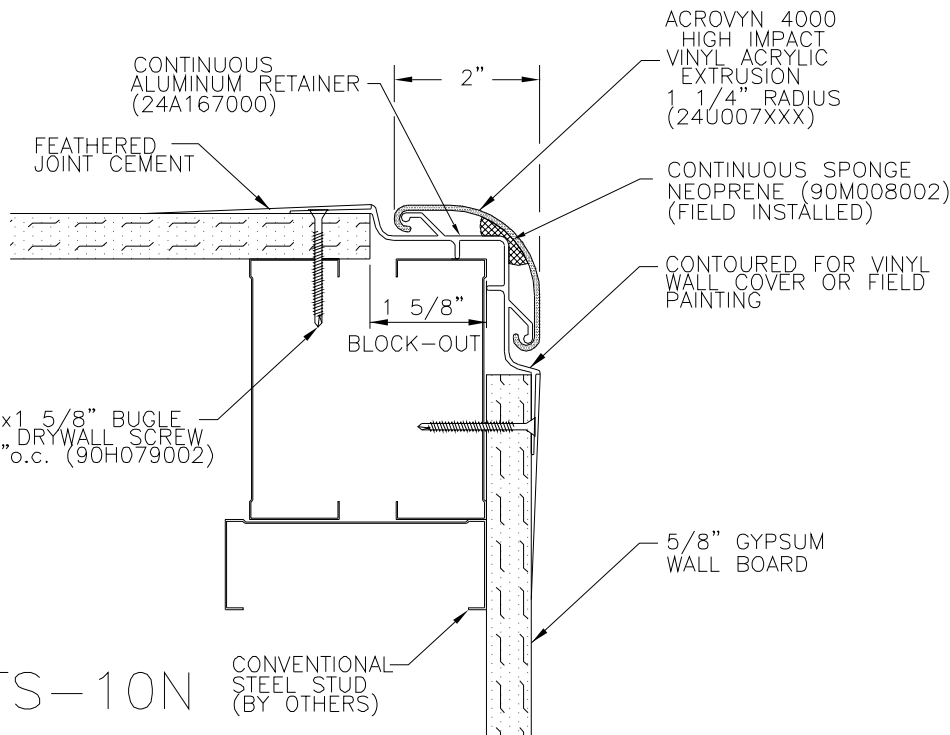 ACROVYN 4000
HIGH IMPACT
VINYL ACRYLIC
EXTRUSION
1 1/4" RADIUS
(24U007XXX)
CONTINUOUS
ALUMINUM RETAINER
(24A167000)
2"
FEATHERED
JOINT CEMENT
CONTINUOUS SPONGE
NEOPRENE (90M008002)
(FIELD INSTALLED)
CONTOURED FOR VINYL
WALL COVER OR FIELD
PAINTING
1 5/8"
BLOCK-OUT
x1 5/8" BUGLE
DRYWALL SCREW
"o.c. (90H079002)
5/8" GYPSUM
WALL BOARD
CONVENTIONAL
STEEL STUD
(BY OTHERS)
TS-10N